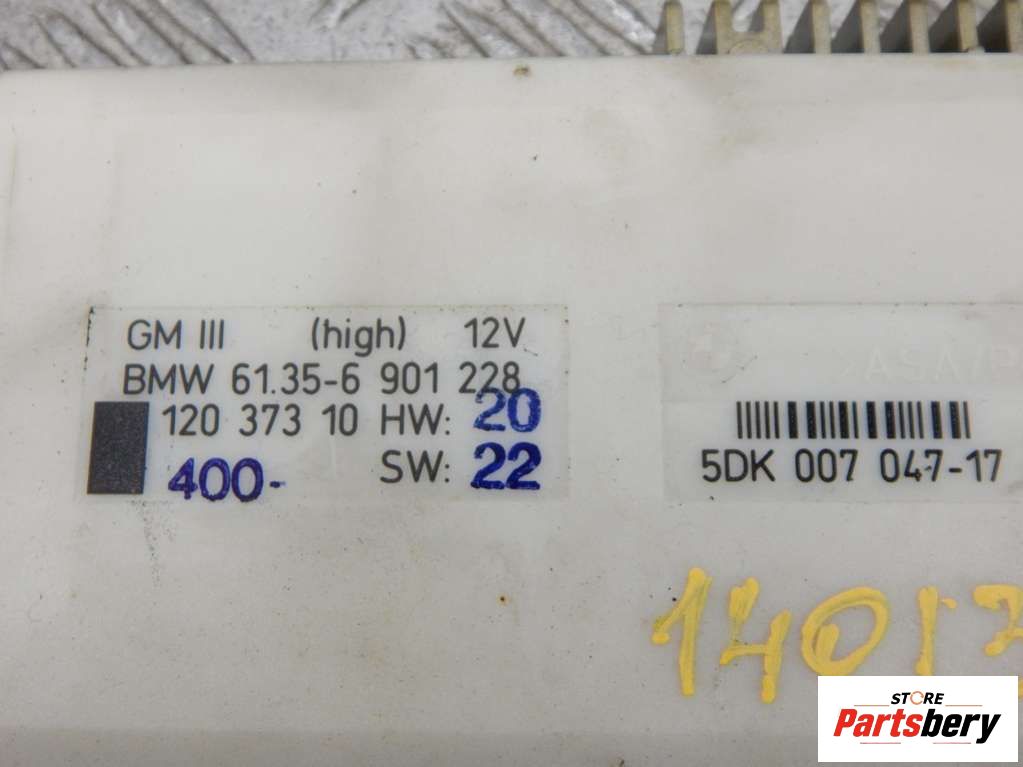 GM III (high) 12V
BMW 61.35-6 901 228
120 373 10 HW: 20
400- SW: 22
5DK 007 047-17
STORE
Partsbery